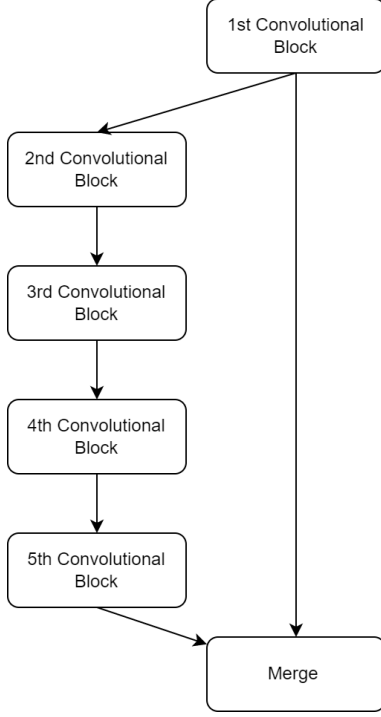 1st Convolutional
Block
2nd Convolutional
Block
3rd Convolutional
Block
4th Convolutional
Block
5th Convolutional
Block
Merge